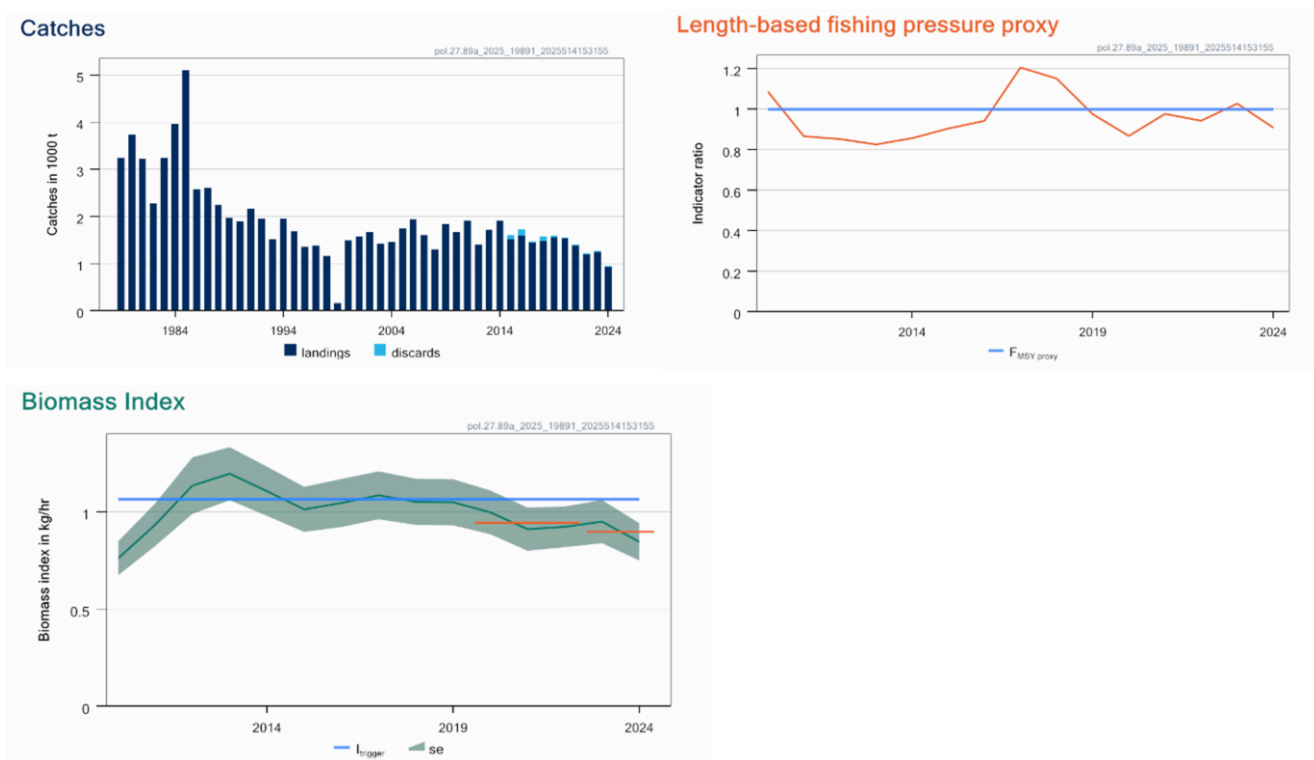 Catches
pol.27.89a_2025_19891_2025514153155
Catches in 1000 t
5
4
3
2
1
0
1984
1994
2004
2014
2024
landings
discards
Length-based fishing pressure proxy
pol.27.89a_2025_19891_2025514153155
Indicator ratio
1.2
1
0.8
0.6
0.4
0.2
0
2014
2019
2024
FMSY proxy
Biomass Index
pol.27.89a_2025_19891_2025514153155
Biomass index in kg/hr
1
0.5
0
2014
2019
2024
Itrigger
se